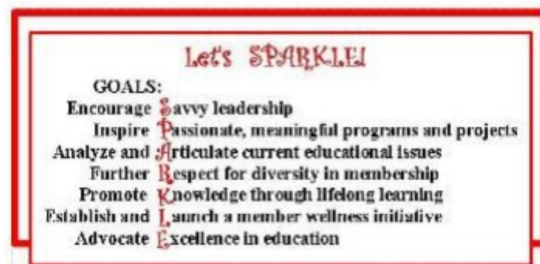 Let's SPARKLE!
GOALS:
Encourage Savvy leadership
Inspire Passionate, meaningful programs and projects
Analyze and Articulate current educational issues
Further Respect for diversity in membership
Promote Knowledge through lifelong learning
Establish and Launch a member wellness initiative
Advocate Excellence in education